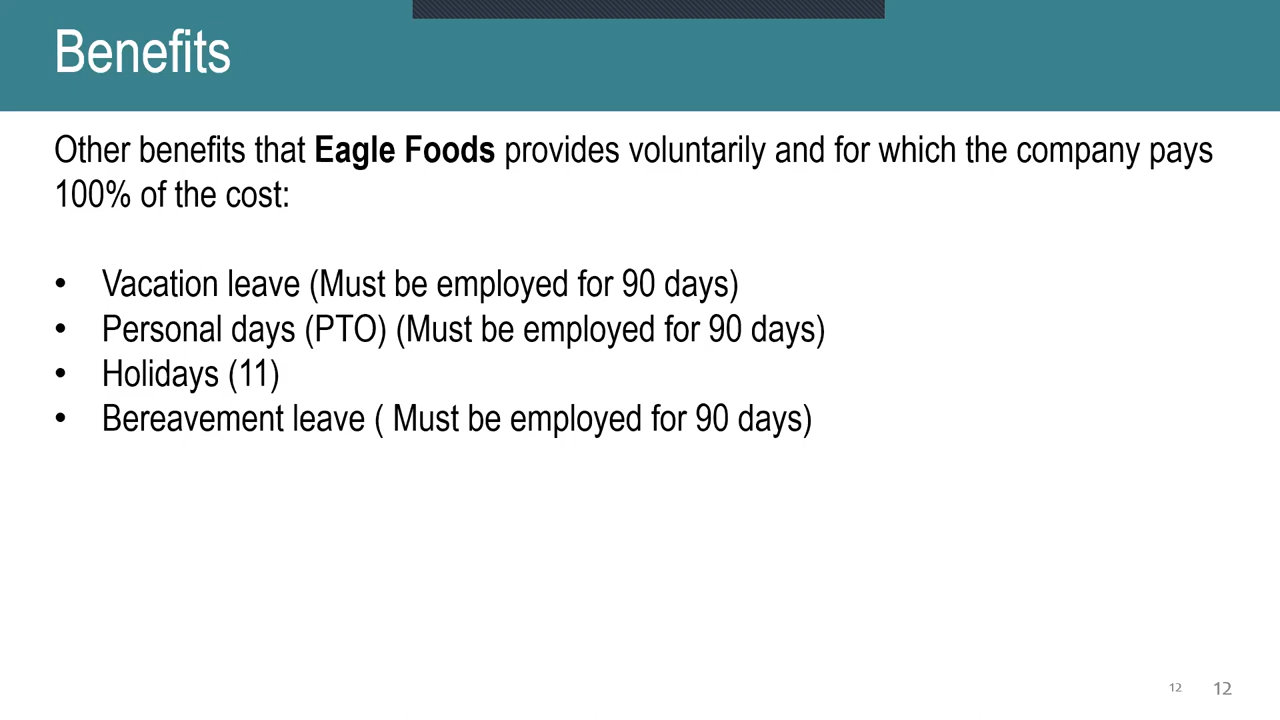 Benefits
Other benefits that Eagle Foods provides voluntarily and for which the company pays
100% of the cost:
• Vacation leave (Must be employed for 90 days)
• Personal days (PTO) (Must be employed for 90 days)
• Holidays (11)
• Bereavement leave ( Must be employed for 90 days)
12 12